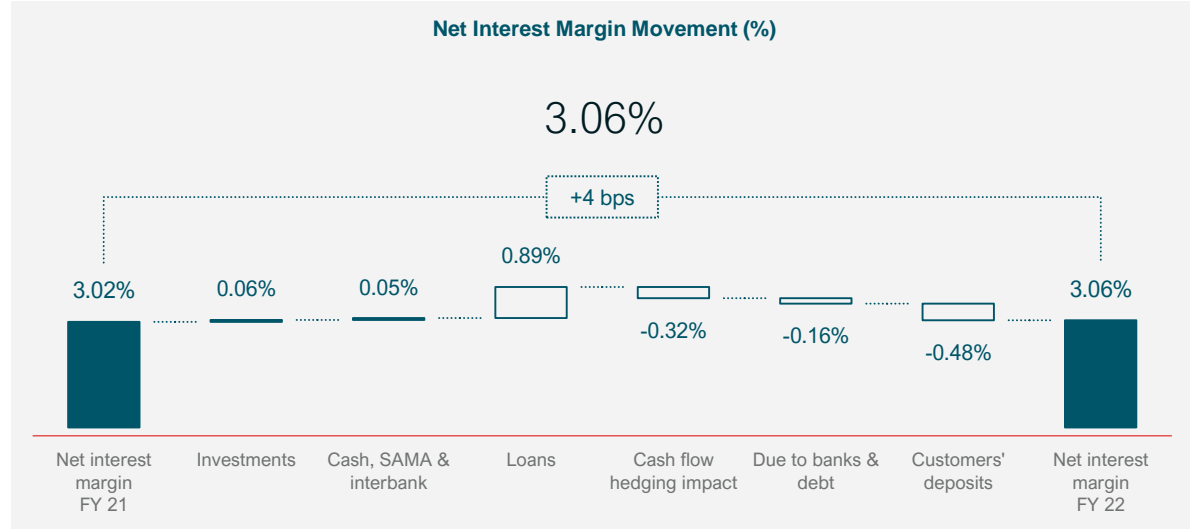 Net Interest Margin Movement (%)
3.06%
+4 bps
3.02%
0.06%
0.05%
0.89%
-0.32%
-0.16%
-0.48%
3.06%
Net interest
margin
FY 21
Investments
Cash, SAMA &
interbank
Loans
Cash flow
hedging impact
Due to banks &
debt
Customers'
deposits
Net interest
margin
FY 22